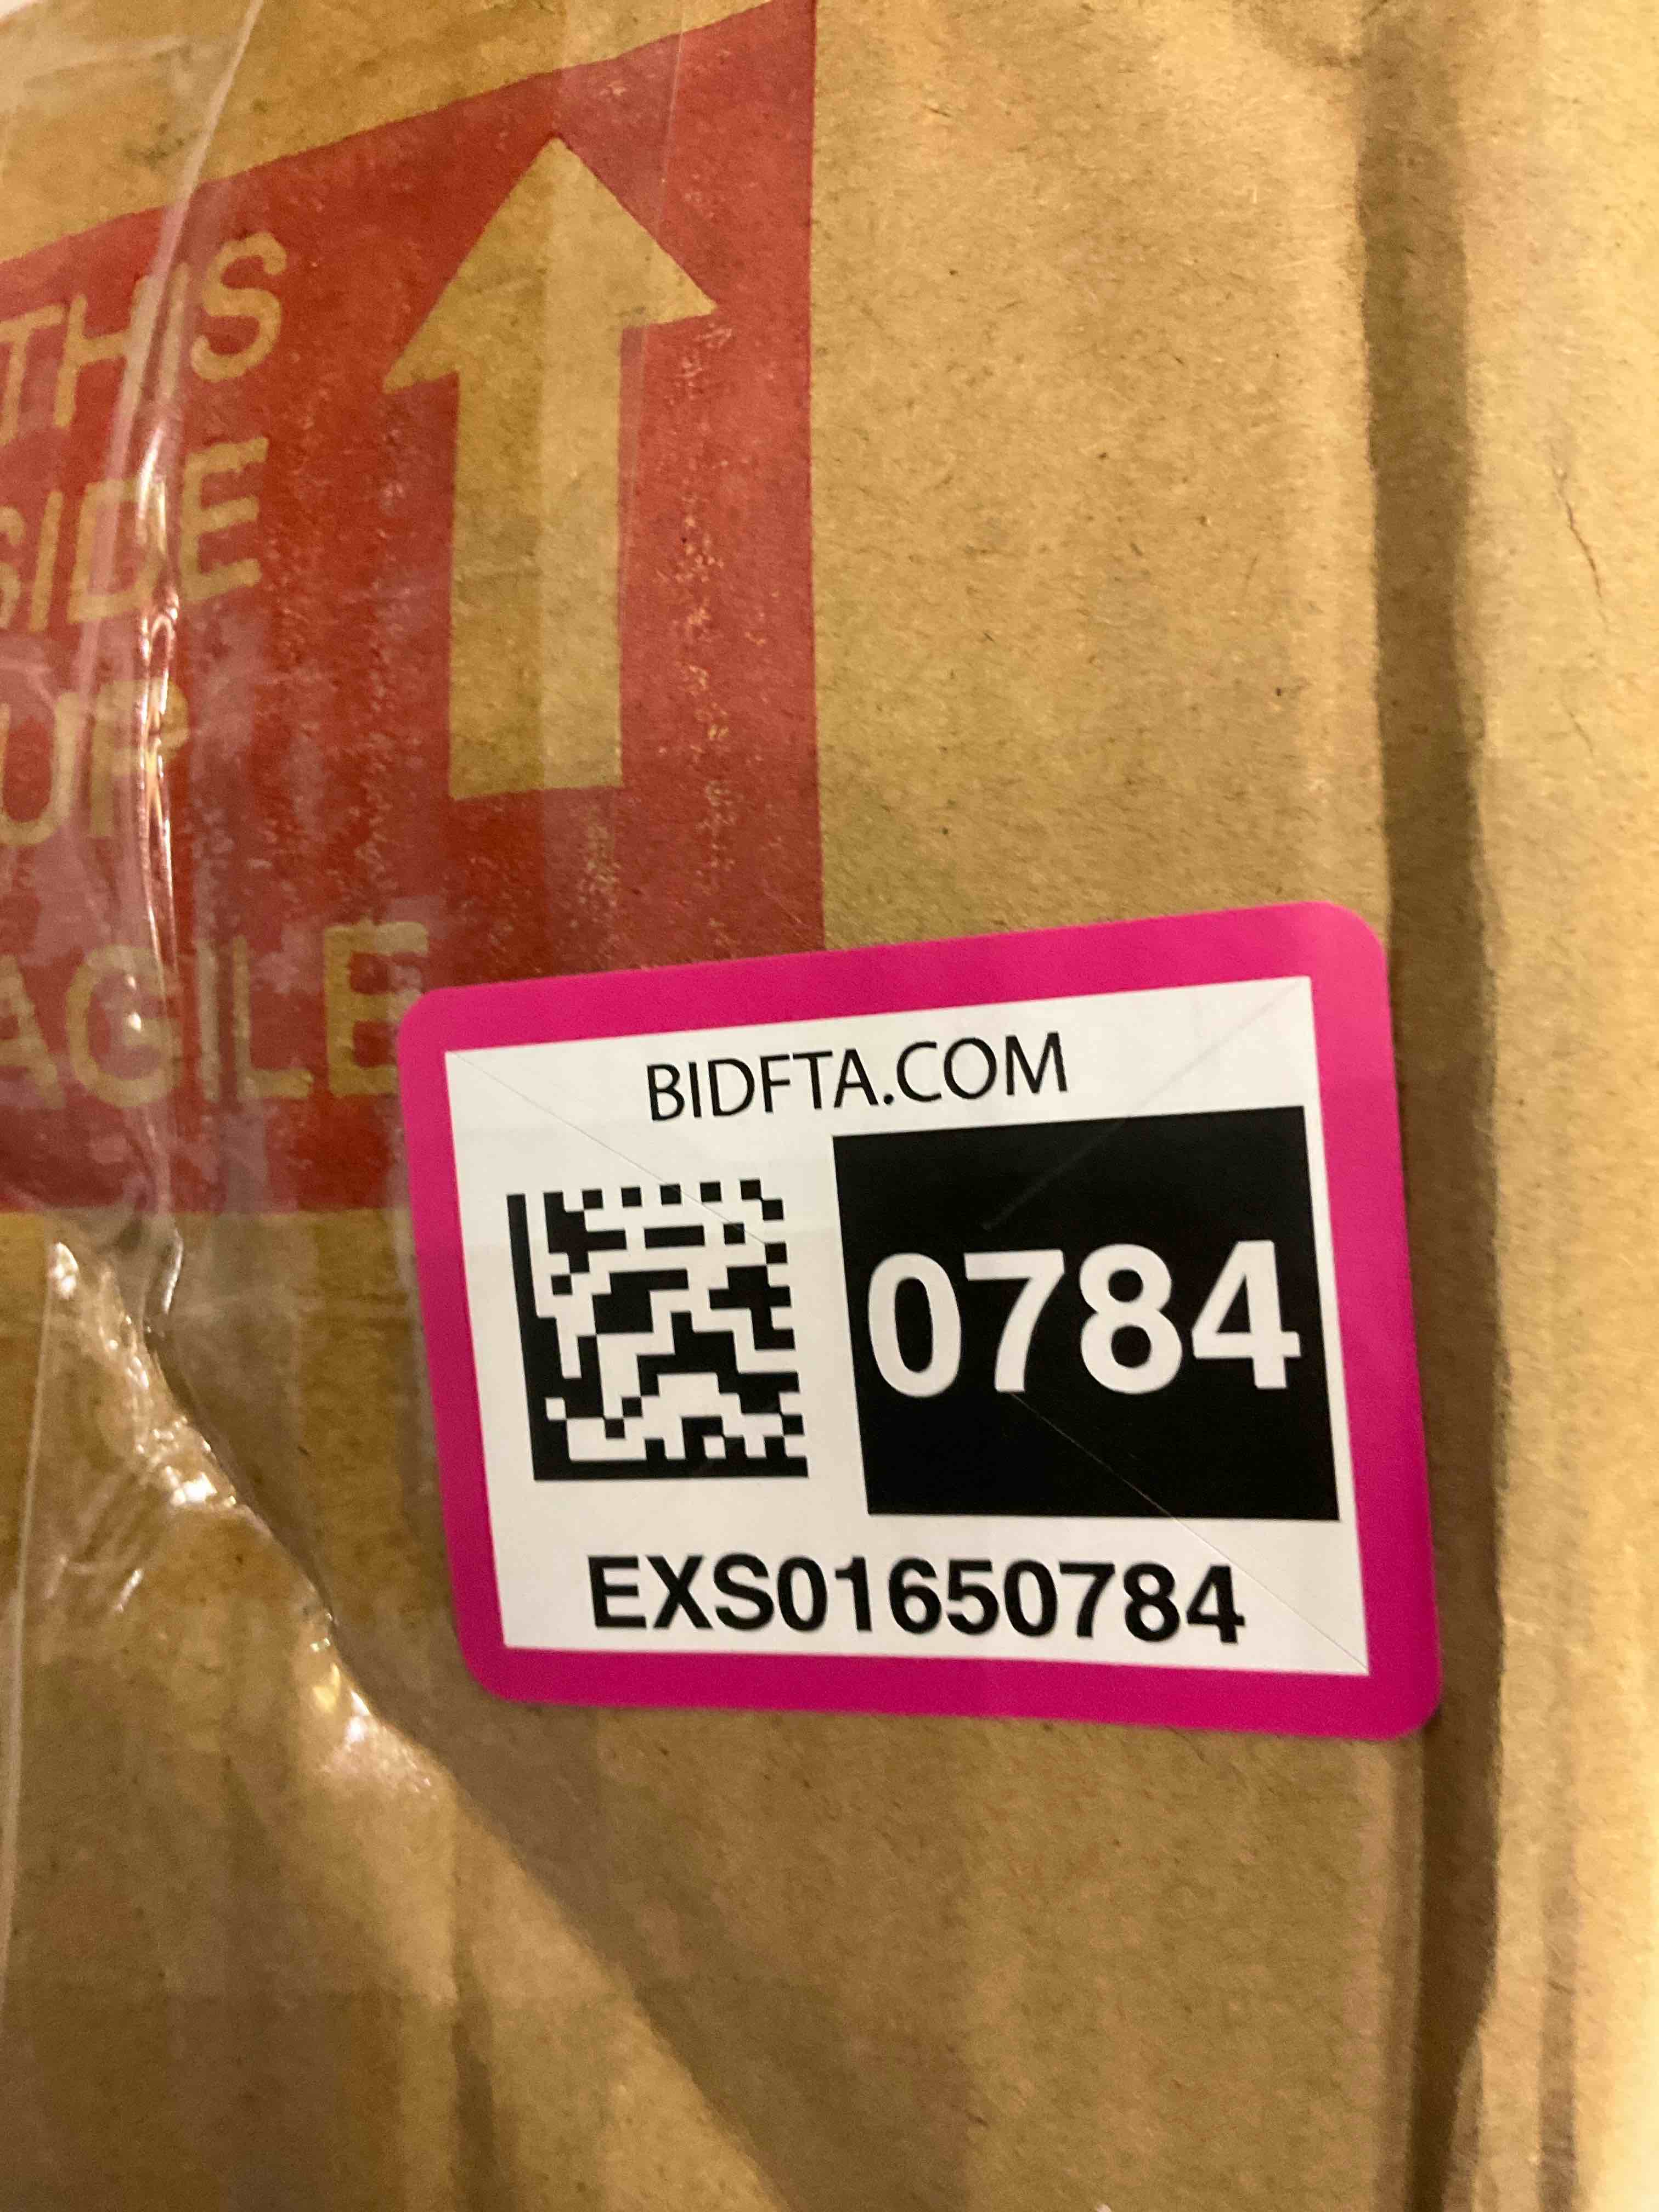 THIS
SIDE
UP
AGILE
BIDFTA.COM
0784
EXS01650784